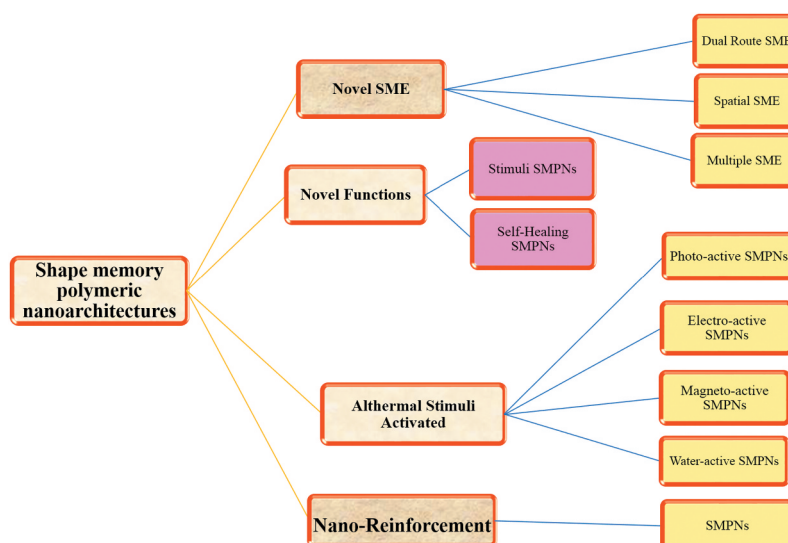 Shape memory
polymeric
nanoarchitectures
Novel SME
Dual Route SME
Spatial SME
Multiple SME
Novel Functions
Stimuli SMPNs
Self-Healing
SMPNs
Althermal Stimuli
Activated
Photo-active SMPNs
Electro-active
SMPNs
Magneto-active
SMPNs
Water-active SMPNs
Nano-Reinforcement
SMPNs